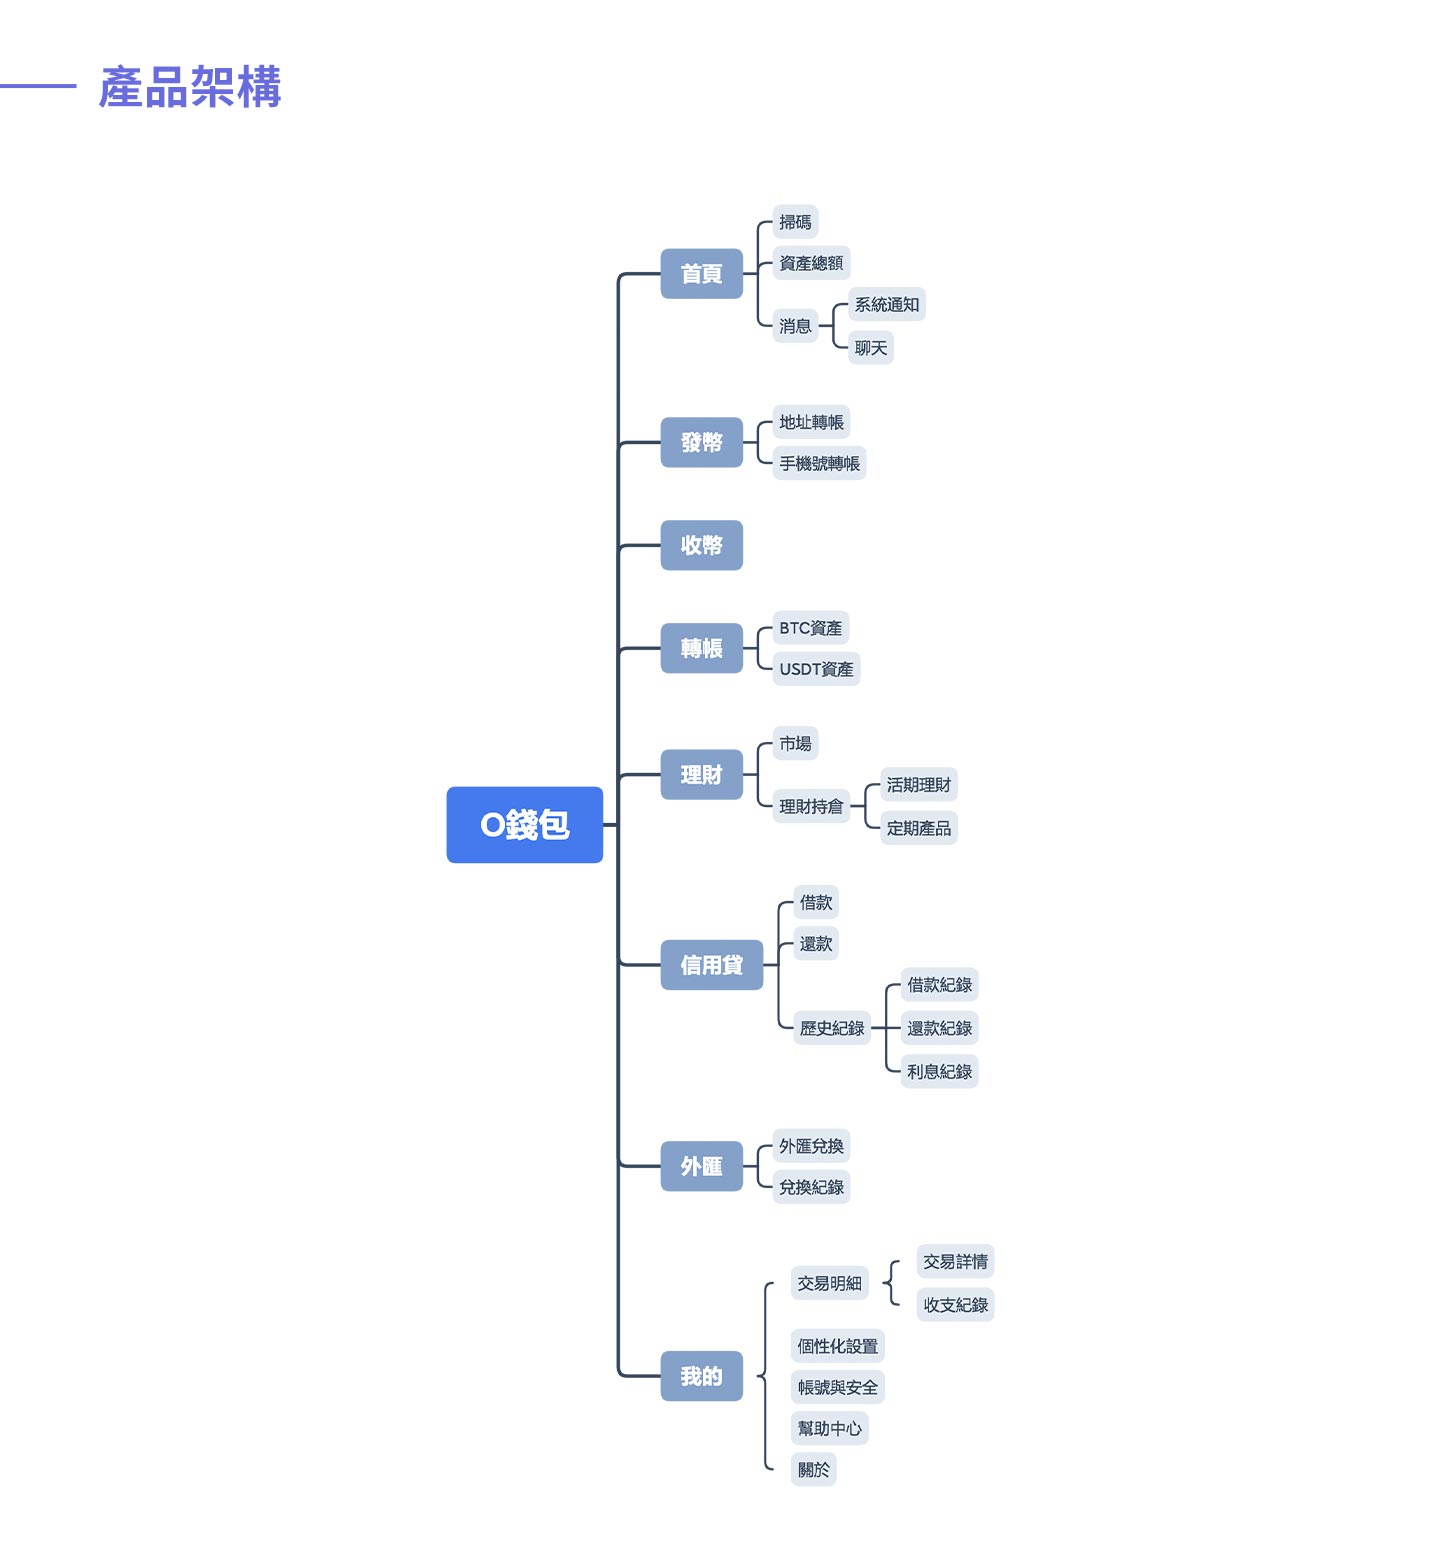 產品架構
O錢包
首頁
掃碼
資產總額
消息
系統通知
聊天
發幣
地址轉帳
手機號轉帳
收幣
轉帳
BTC資產
USDT資產
理財
市場
理財持倉
活期理財
定期產品
信用貸
借款
還款
歷史紀錄
借款紀錄
還款紀錄
利息紀錄
外匯
外匯兌換
兌換紀錄
我的
交易明細
交易詳情
收支紀錄
個性化設置
帳號與安全
幫助中心
關於